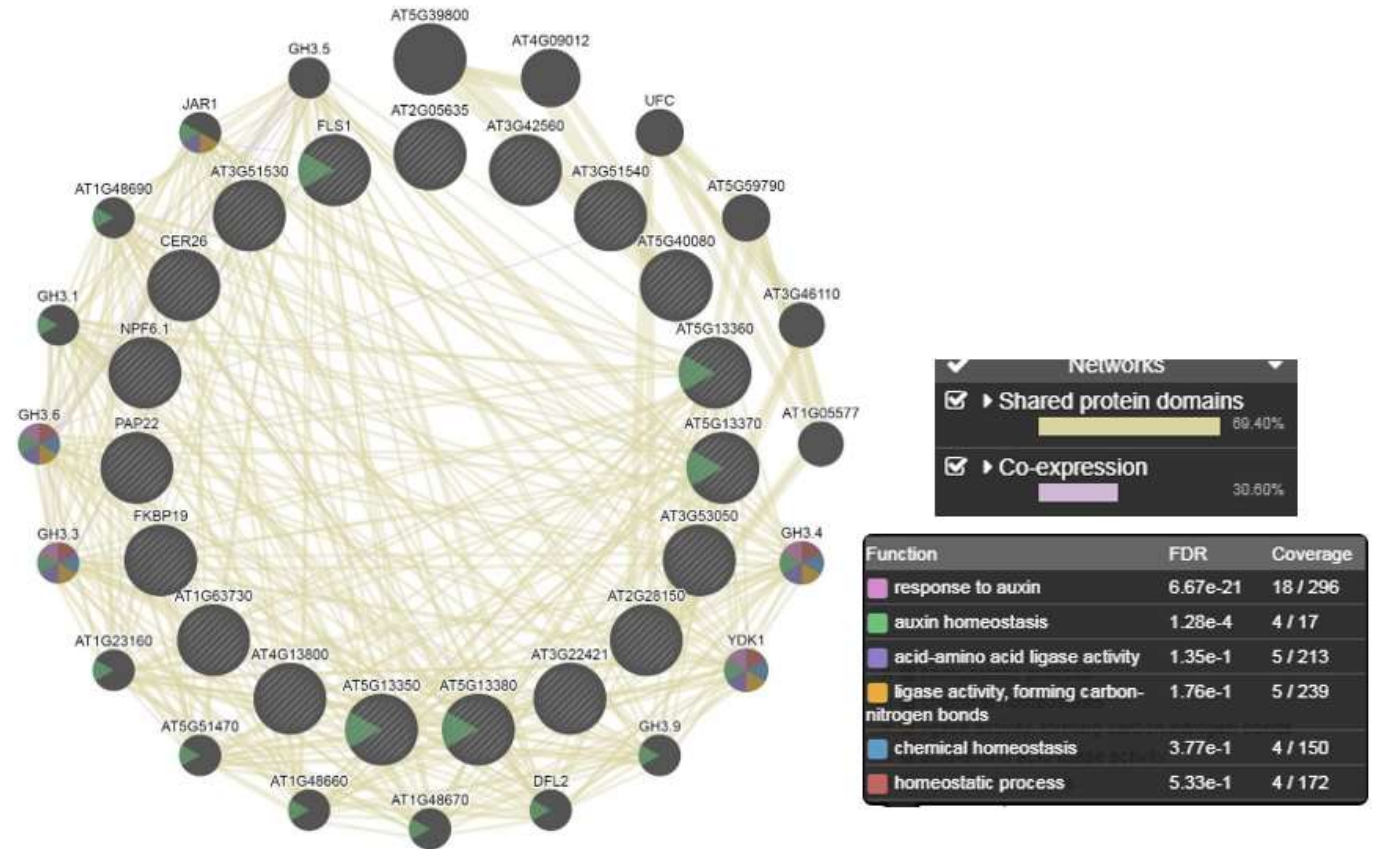 AT5G39800
AT4G09012
GH3.5
UFC
JAR1
FLS1
AT2G05635
AT3G42560
AT3G51530
AT3G51540
AT1G48690
AT5G59790
CER26
AT5G40080
GH3.1
AT3G46110
NPF6.1
AT5G13360
GH3.6
PAP22
AT5G13370
AT1G05577
FKBP19
AT3G53050
GH3.3
GH3.4
AT1G63730
AT2G28150
AT1G23160
AT4G13800
AT3G22421
YDK1
AT5G13350
AT5G13380
AT5G51470
GH3.9
AT1G48660
AT1G48670
DFL2
Networks
Shared protein domains
69.40%
Co-expression
30.60%
Function FDR Coverage
response to auxin 6.67e-21 18 / 296
auxin homeostasis 1.28e-4 4 / 17
acid-amino acid ligase activity 1.35e-1 5 / 213
ligase activity, forming carbon- 1.76e-1 5 / 239
nitrogen bonds
chemical homeostasis 3.77e-1 4 / 150
homeostatic process 5.33e-1 4 / 172